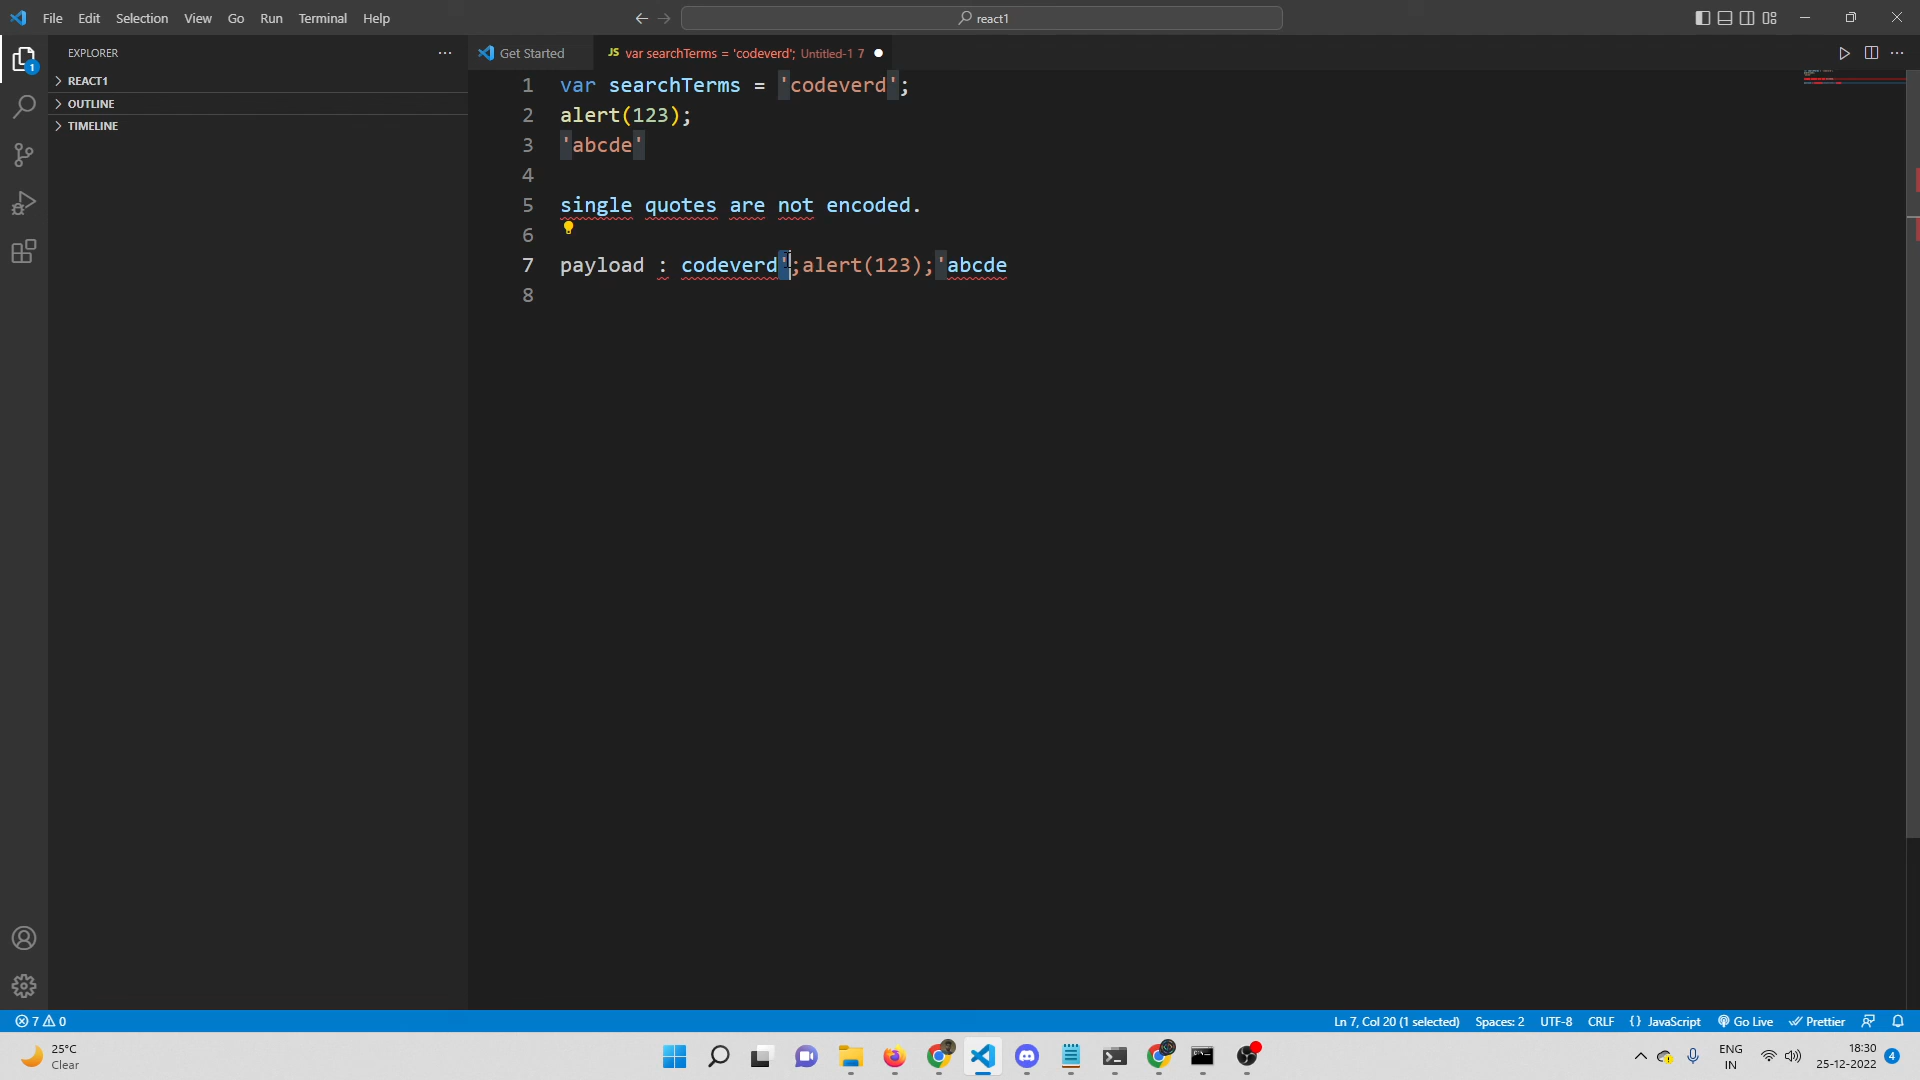 File Edit Selection View Go Run Terminal Help
react1
EXPLORER
REACT1
OUTLINE
TIMELINE
1
Get Started
JS var searchTerms = 'codeverd'; Untitled-1 7
1 var searchTerms = 'codeverd';
2 alert(123);
3 'abcde'
4
5 single quotes are not encoded.
6
7 payload : codeverd';alert(123);'abcde
8
7 0
Ln 7, Col 20 (1 selected) Spaces: 2 UTF-8 CRLF {} JavaScript Go Live Prettier
25°C
Clear
ENG
IN
18:30
25-12-2022
4